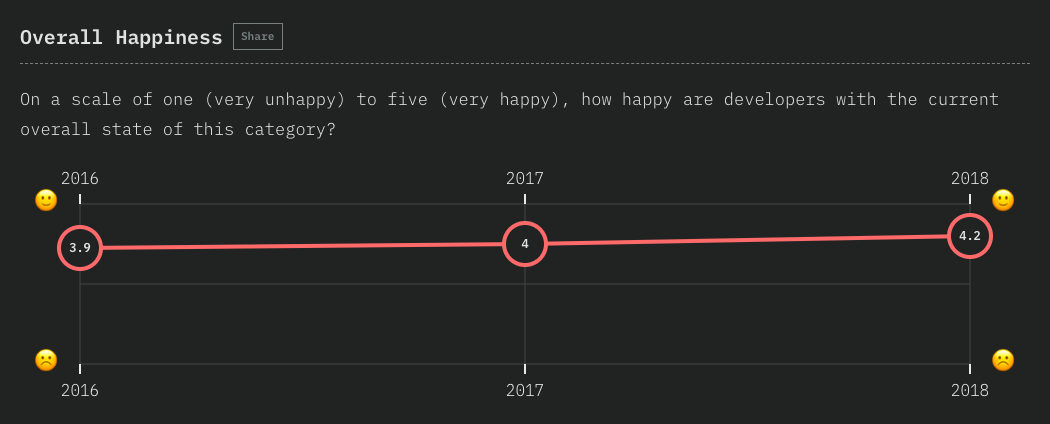 Overall Happiness Share
On a scale of one (very unhappy) to five (very happy), how happy are developers with the current
overall state of this category?
2016 2017 2018
3.9 4 4.2
2016 2017 2018